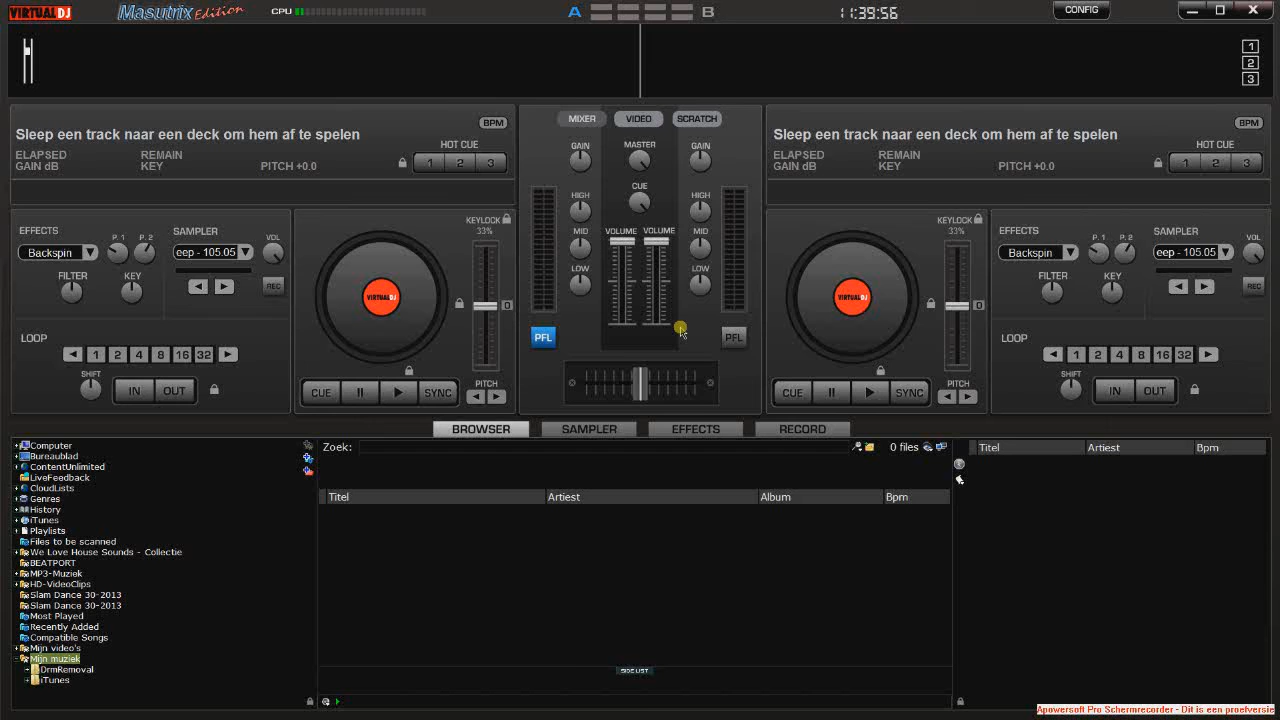 VIRTUAL DJ Masutrix Edition CPU A B 11:39:56 CONFIG
1
2
3
Sleep een track naar een deck om hem af te spelen BPM
ELAPSED REMAIN HOT CUE
GAIN dB KEY PITCH +0.0 1 2 3
MIXER VIDEO SCRATCH
GAIN MASTER GAIN
CUE
HIGH HIGH
VOLUME VOLUME
MID MID
LOW LOW
PFL PFL
Sleep een track naar een deck om hem af te spelen BPM
ELAPSED REMAIN HOT CUE
GAIN dB KEY PITCH +0.0 1 2 3
EFFECTS P. 1 P. 2 SAMPLER VOL
Backspin eep - 105.05
FILTER KEY REC
LOOP
1 2 4 8 16 32
SHIFT IN OUT
KEYLOCK
33%
VIRTUAL DJ
0
CUE SYNC PITCH
KEYLOCK
33%
VIRTUAL DJ
0
CUE SYNC PITCH
EFFECTS P. 1 P. 2 SAMPLER VOL
Backspin eep - 105.05
FILTER KEY REC
LOOP
1 2 4 8 16 32
SHIFT IN OUT
BROWSER SAMPLER EFFECTS RECORD
Computer
Bureaublad
ContentUnlimited
LiveFeedback
CloudLists
Genres
History
iTunes
Playlists
Files to be scanned
We Love House Sounds - Collectie
BEATPORT
MP3-Muziek
HD-VideoClips
Slam Dance 30-2013
Slam Dance 30-2013
Most Played
Recently Added
Compatible Songs
Mijn video's
Mijn muziek
DrmRemoval
iTunes
Zoek: 0 files
Titel Artiest Album Bpm
SIDE LIST
Titel Artiest Bpm
Apowersoft Pro Schermrecorder - Dit is een proefversie